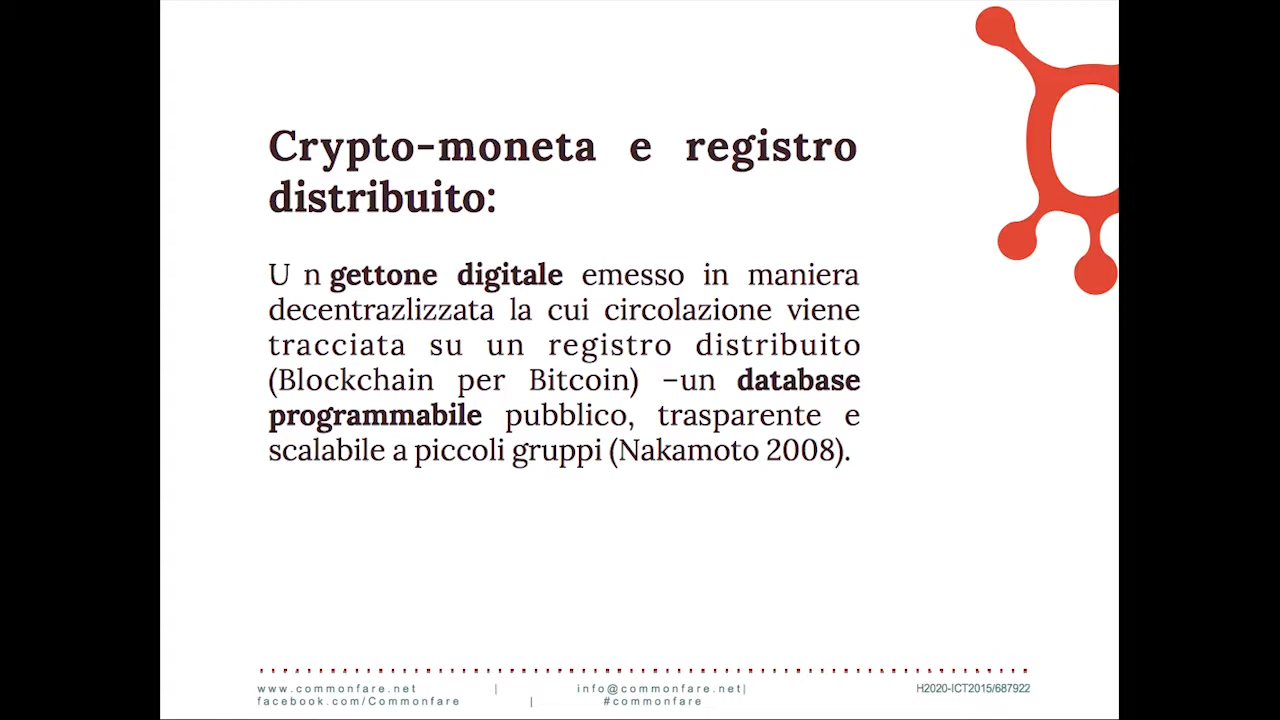 Crypto-moneta e registro
distribuito:
U n gettone digitale emesso in maniera
decentrazlizzata la cui circolazione viene
tracciata su un registro distribuito
(Blockchain per Bitcoin) –un database
programmabile pubblico, trasparente e
scalabile a piccoli gruppi (Nakamoto 2008).
www.commonfare.net | info@commonfare.net| H2020-ICT2015/687922
facebook.com/Commonfare | #commonfare